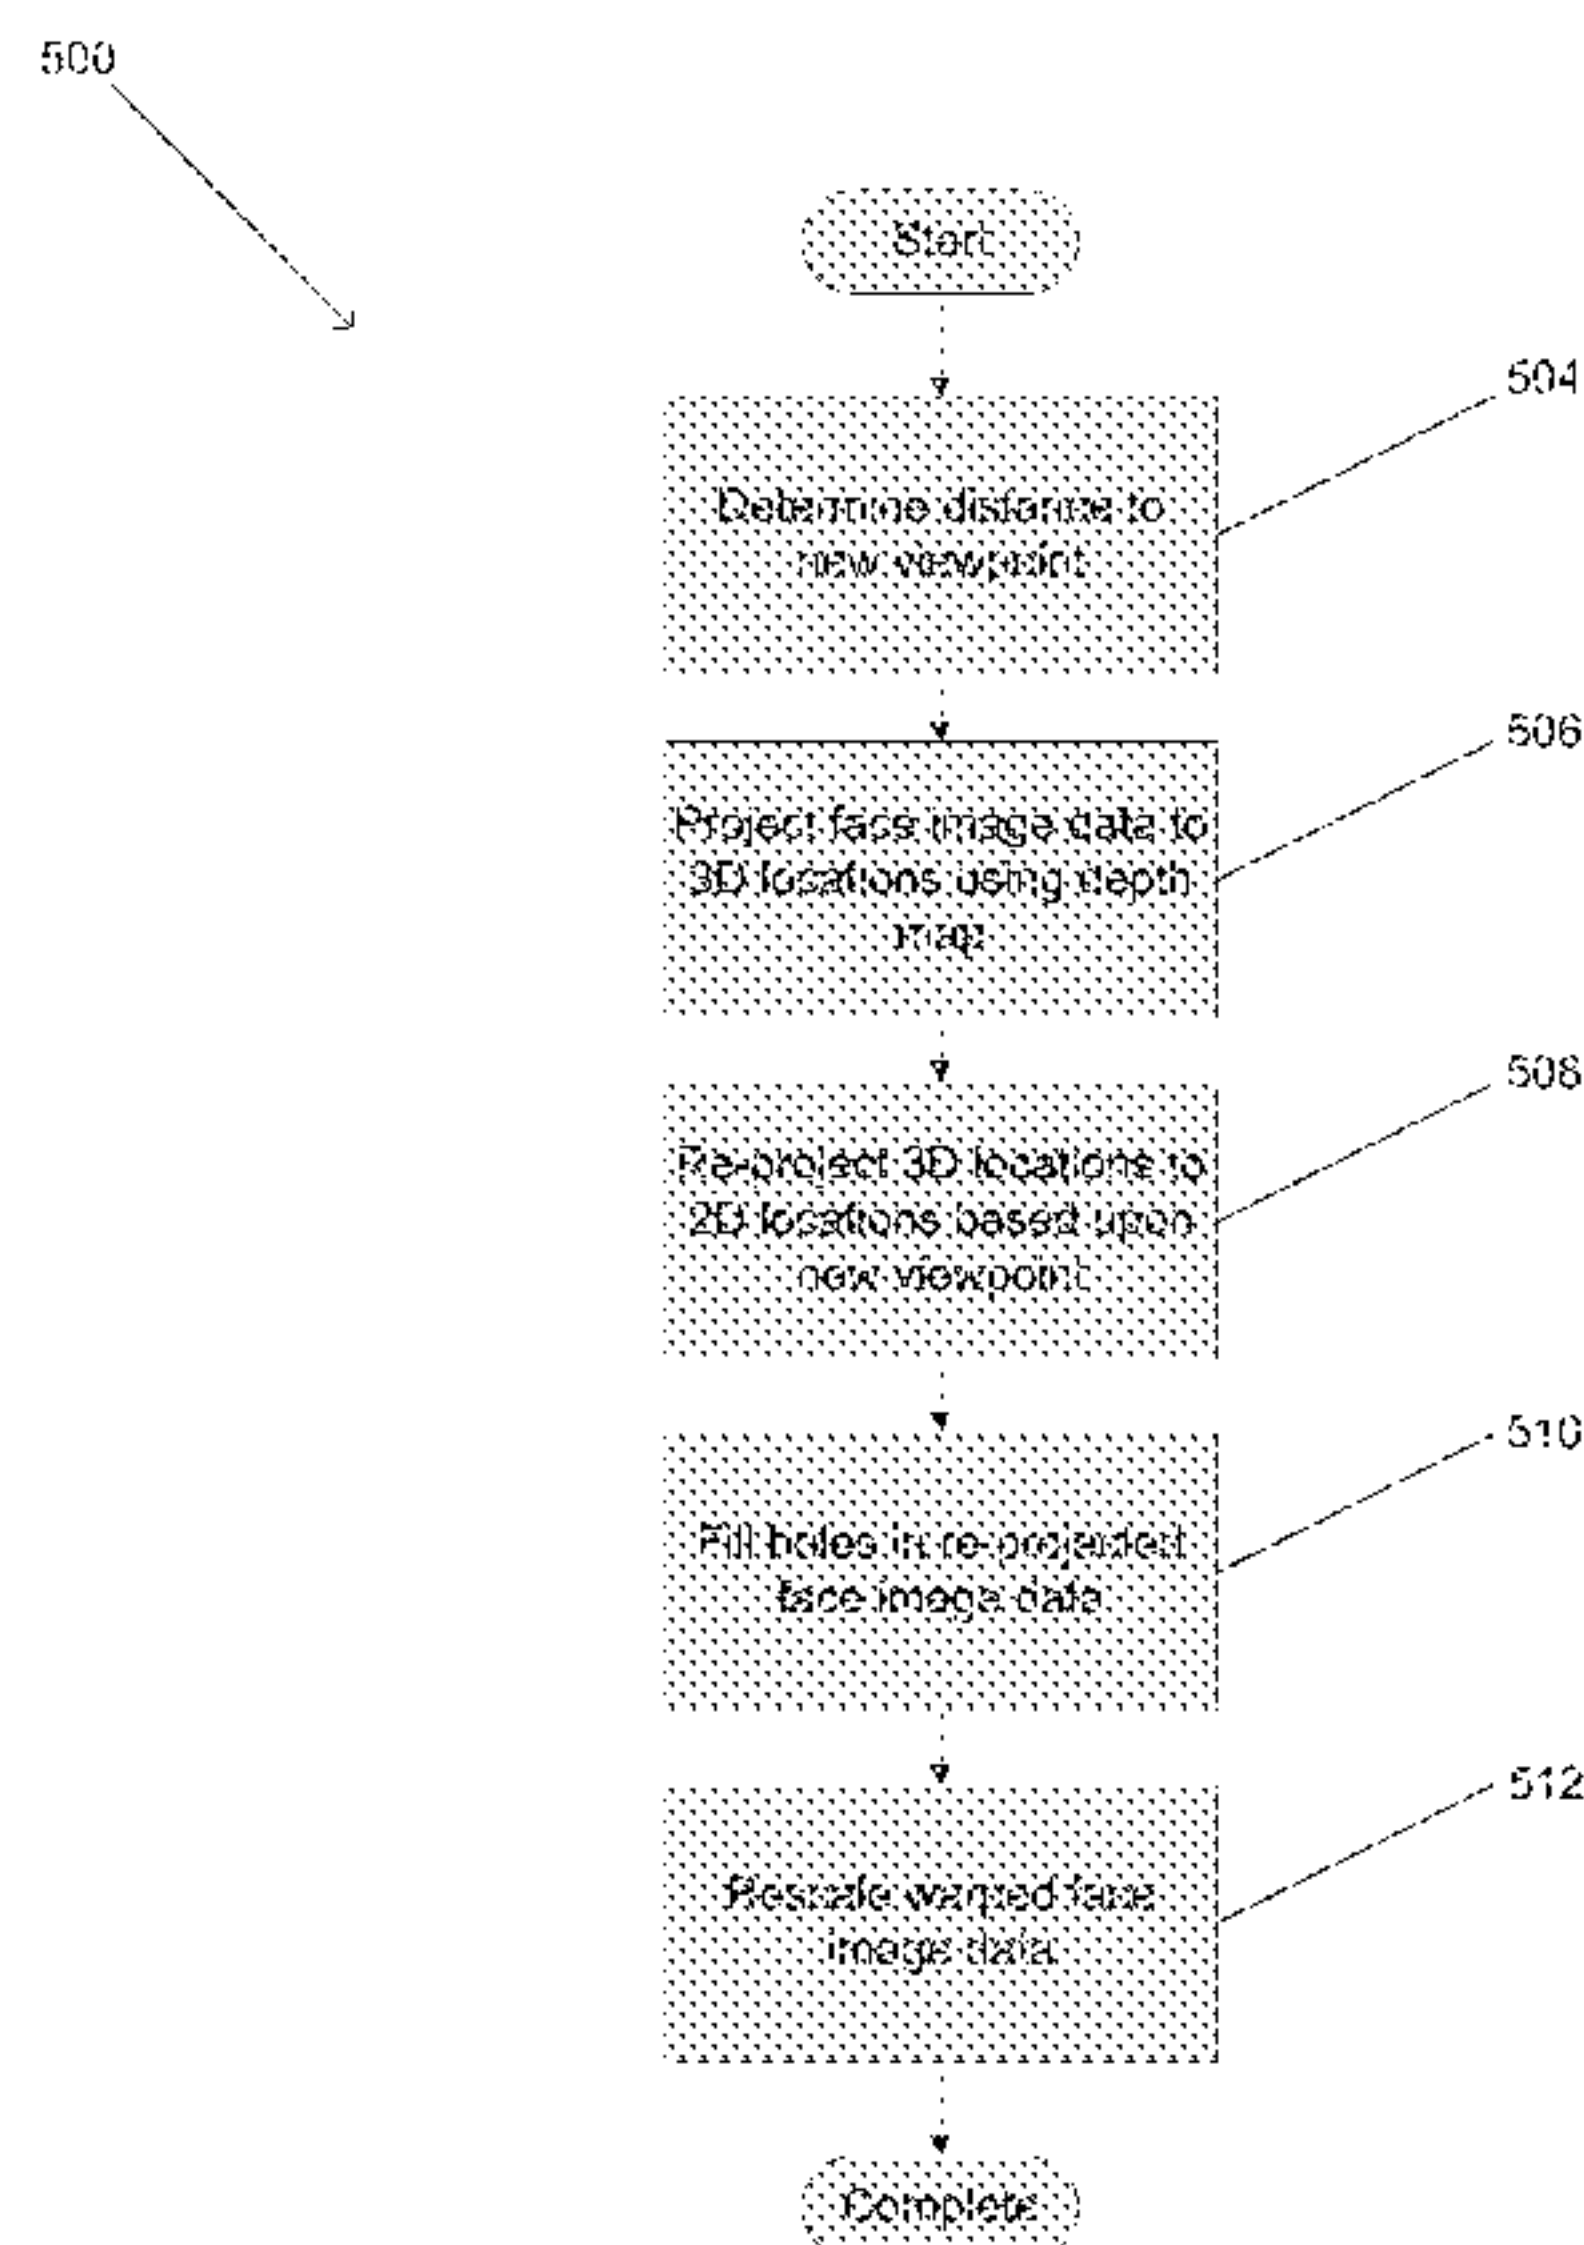 500
Start
504
Determine distance to
new viewpoint
506
Project face image data to
3D locations using depth
map
508
Re-project 3D locations to
2D locations based upon
new viewpoint
510
Fill holes in re-projected
face image data
512
Rescale warped face
image data
Complete